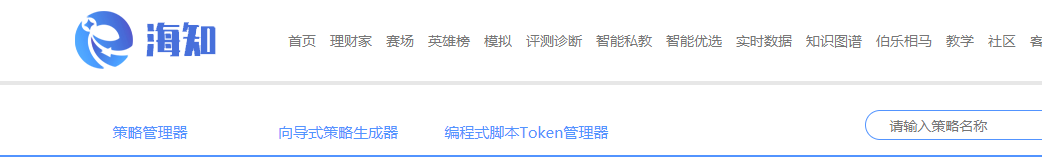 海知
首页 理财家 赛场 英雄榜 模拟 评测诊断 智能私教 智能优选 实时数据 知识图谱 伯乐相马 教学 社区
策略管理器 向导式策略生成器 编程式脚本Token管理器 请输入策略名称